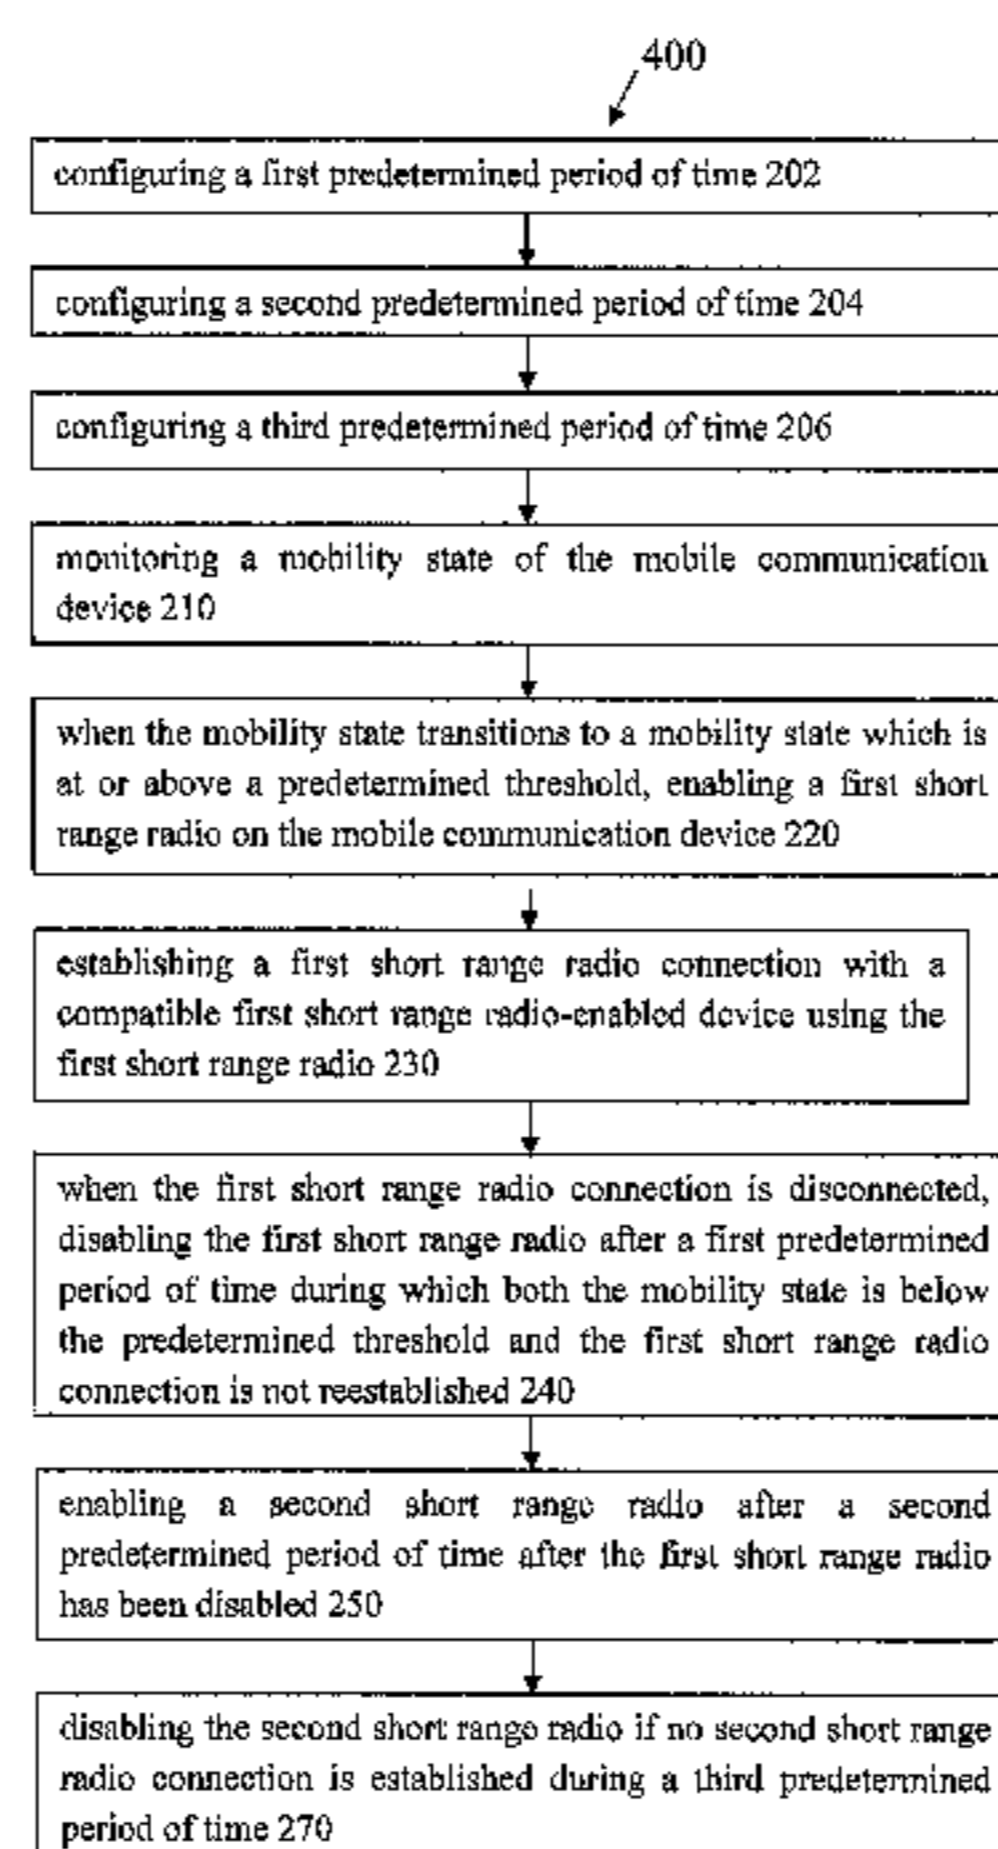 400
configuring a first predetermined period of time 202
configuring a second predetermined period of time 204
configuring a third predetermined period of time 206
monitoring a mobility state of the mobile communication
device 210
when the mobility state transitions to a mobility state which is
at or above a predetermined threshold, enabling a first short
range radio on the mobile communication device 220
establishing a first short range radio connection with a
compatible first short range radio-enabled device using the
first short range radio 230
when the first short range radio connection is disconnected,
disabling the first short range radio after a first predetermined
period of time during which both the mobility state is below
the predetermined threshold and the first short range radio
connection is not reestablished 240
enabling a second short range radio after a second
predetermined period of time after the first short range radio
has been disabled 250
disabling the second short range radio if no second short range
radio connection is established during a third predetermined
period of time 270